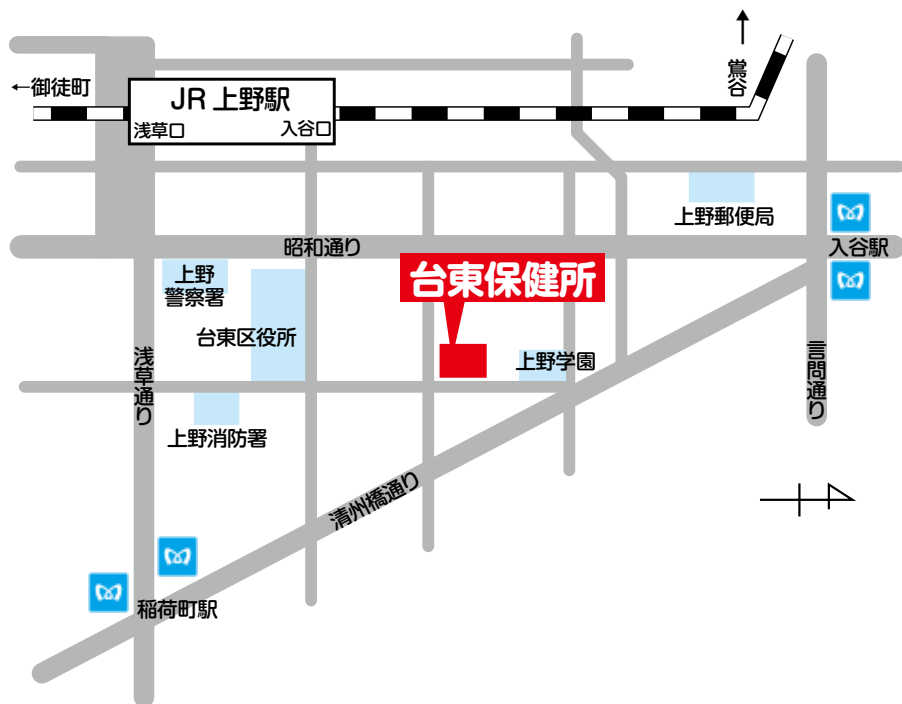 ←御徒町
JR 上野駅
浅草口
入谷口
鶯谷
上野郵便局
昭和通り
入谷駅
上野
警察署
台東保健所
台東区役所
上野学園
浅草通り
言問通り
上野消防署
清州橋通り
稲荷町駅